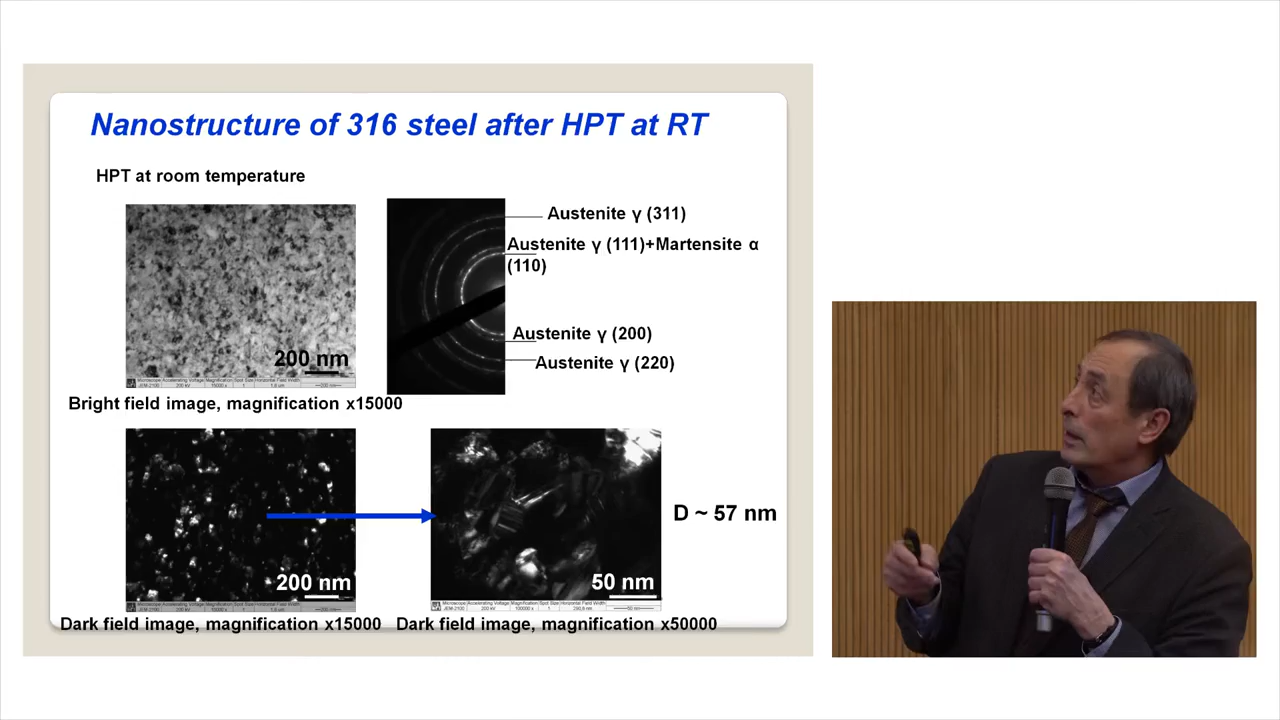 Nanostructure of 316 steel after HPT at RT
HPT at room temperature
Austenite γ (311)
Austenite γ (111)+Martensite α
(110)
Austenite γ (200)
Austenite γ (220)
200 nm
Bright field image, magnification x15000
200 nm
50 nm
D ~ 57 nm
Dark field image, magnification x15000
Dark field image, magnification x50000